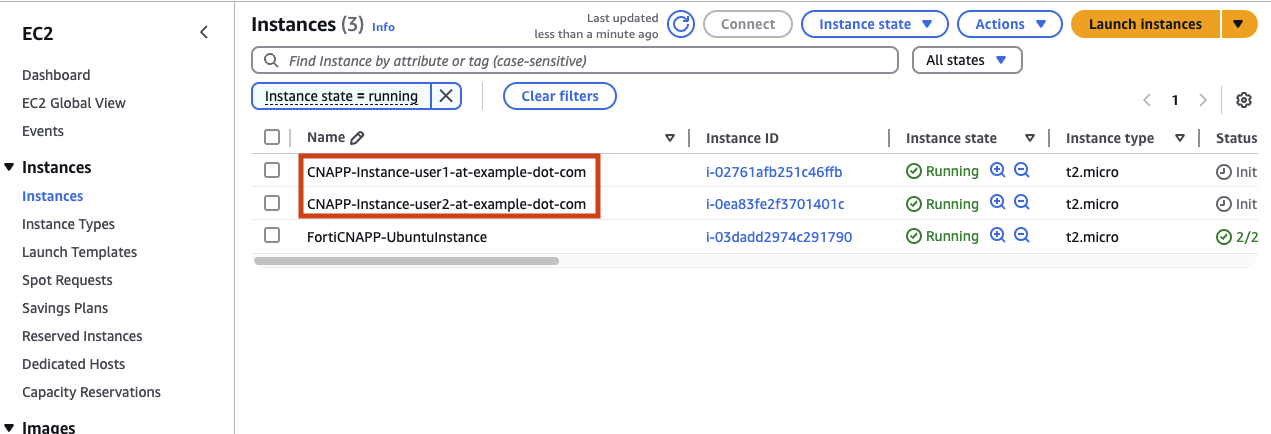 EC2
Dashboard
EC2 Global View
Events
Instances
Instances
Instance Types
Launch Templates
Spot Requests
Savings Plans
Reserved Instances
Dedicated Hosts
Capacity Reservations
Images
Instances (3) Info
Last updated
less than a minute ago
Connect
Instance state
Actions
Launch instances
Find Instance by attribute or tag (case-sensitive)
All states
Instance state = running
Clear filters
1
Name Instance ID Instance state Instance type Status
CNAPP-Instance-user1-at-example-dot-com i-02761afb251c46ffb Running t2.micro Init
CNAPP-Instance-user2-at-example-dot-com i-0ea83fe2f3701401c Running t2.micro Init
FortiCNAPP-UbuntuInstance i-03dadd2974c291790 Running t2.micro 2/2